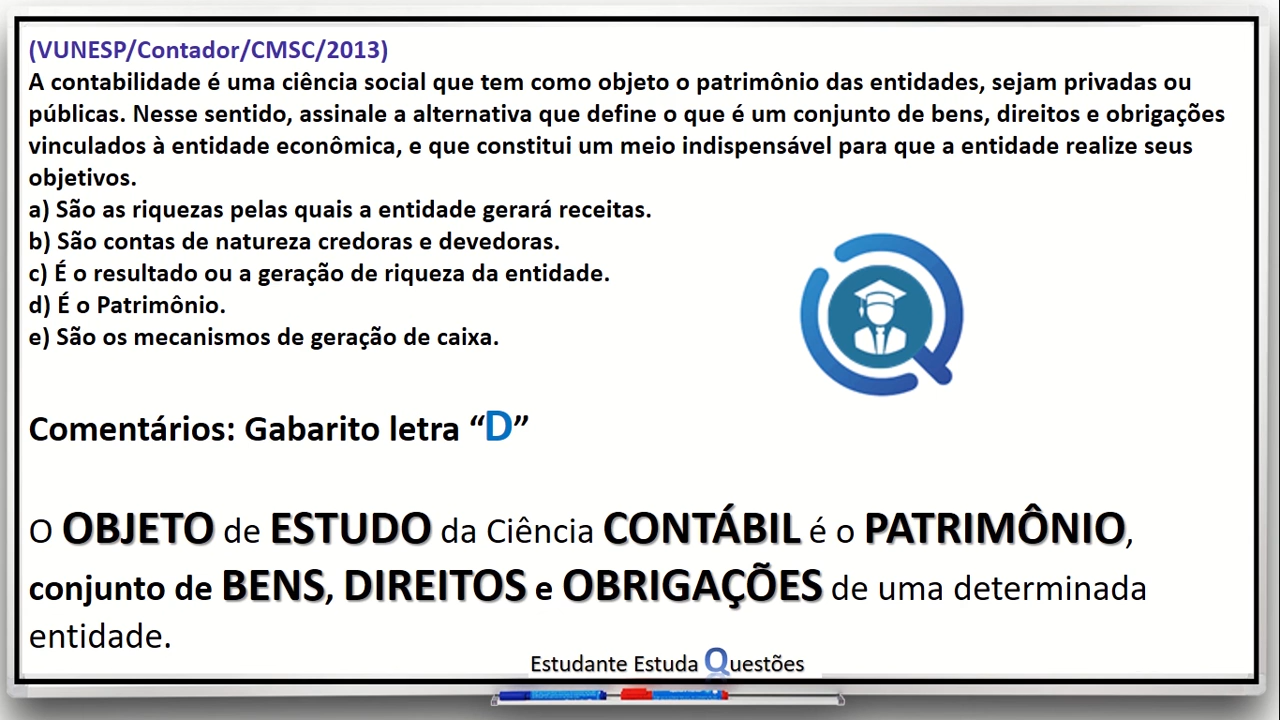 (VUNESP/Contador/CMSC/2013)
A contabilidade é uma ciência social que tem como objeto o patrimônio das entidades, sejam privadas ou
públicas. Nesse sentido, assinale a alternativa que define o que é um conjunto de bens, direitos e obrigações
vinculados à entidade econômica, e que constitui um meio indispensável para que a entidade realize seus
objetivos.
a) São as riquezas pelas quais a entidade gerará receitas.
b) São contas de natureza credoras e devedoras.
c) É o resultado ou a geração de riqueza da entidade.
d) É o Patrimônio.
e) São os mecanismos de geração de caixa.
Comentários: Gabarito letra “D”
O OBJETO de ESTUDO da Ciência CONTÁBIL é o PATRIMÔNIO,
conjunto de BENS, DIREITOS e OBRIGAÇÕES de uma determinada
entidade.
Estudante Estuda Questões